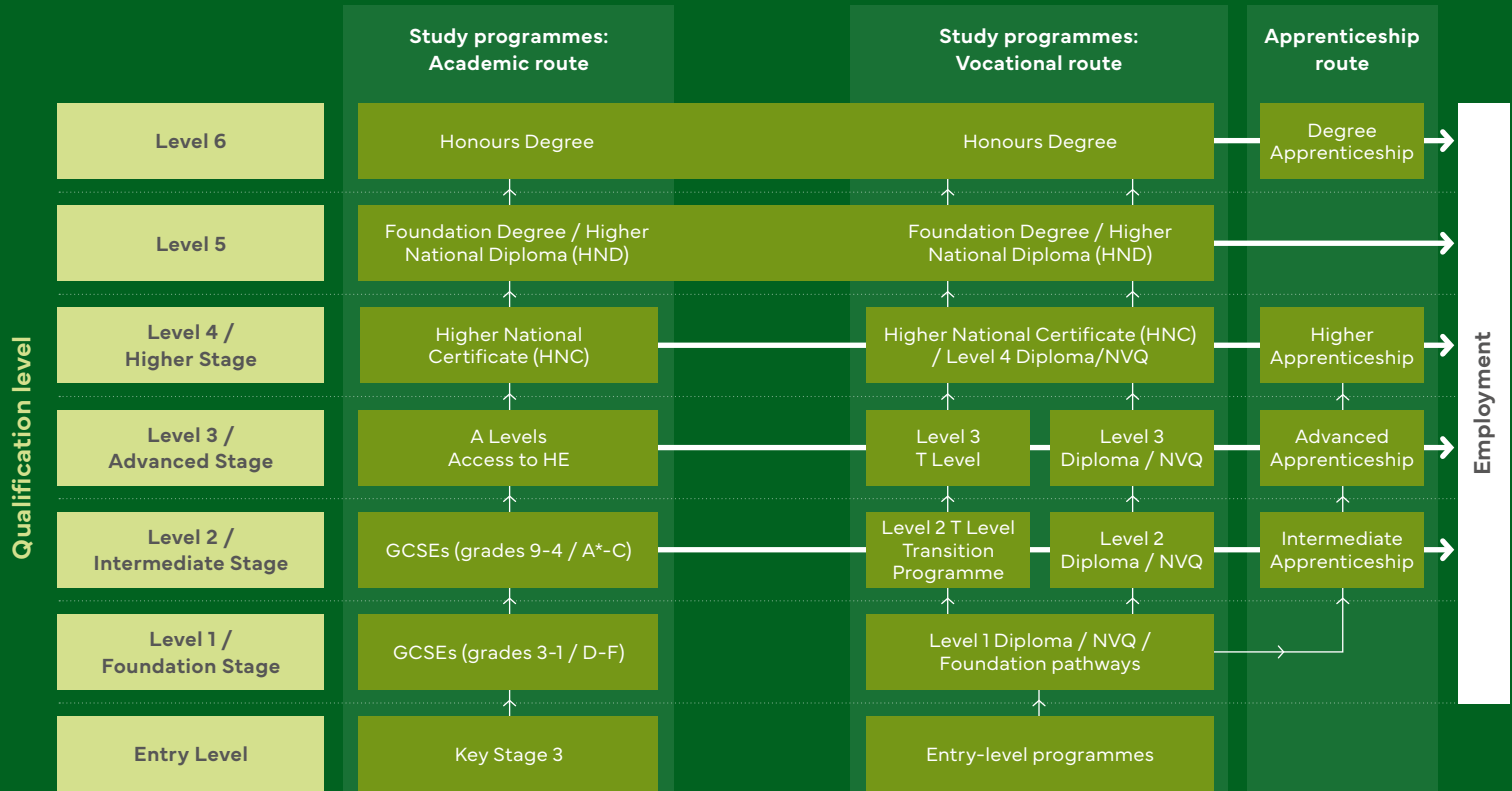 Study programmes:
Academic route
Study programmes:
Vocational route
Apprenticeship
route
Qualification level
Level 6
Honours Degree
Honours Degree
Degree
Apprenticeship
Level 5
Foundation Degree / Higher
National Diploma (HND)
Foundation Degree / Higher
National Diploma (HND)
Level 4 /
Higher Stage
Higher National
Certificate (HNC)
Higher National Certificate (HNC)
/ Level 4 Diploma/NVQ
Higher
Apprenticeship
Level 3 /
Advanced Stage
A Levels
Access to HE
Level 3
T Level
Level 3
Diploma / NVQ
Advanced
Apprenticeship
Level 2 /
Intermediate Stage
GCSEs (grades 9-4 / A*-C)
Level 2 T Level
Transition
Programme
Level 2
Diploma / NVQ
Intermediate
Apprenticeship
Level 1 /
Foundation Stage
GCSEs (grades 3-1 / D-F)
Level 1 Diploma / NVQ /
Foundation pathways
Entry Level
Key Stage 3
Entry-level programmes
Employment